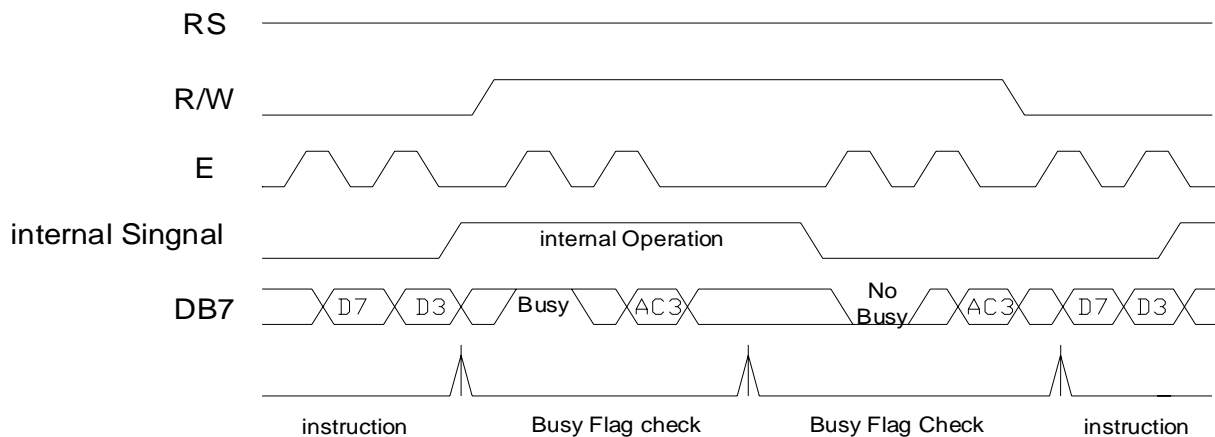 RS
R/W
E
internal Singnal
internal Operation
DB7
D7
D3
Busy
AC3
No
Busy
AC3
D7
D3
instruction
Busy Flag check
Busy Flag Check
instruction